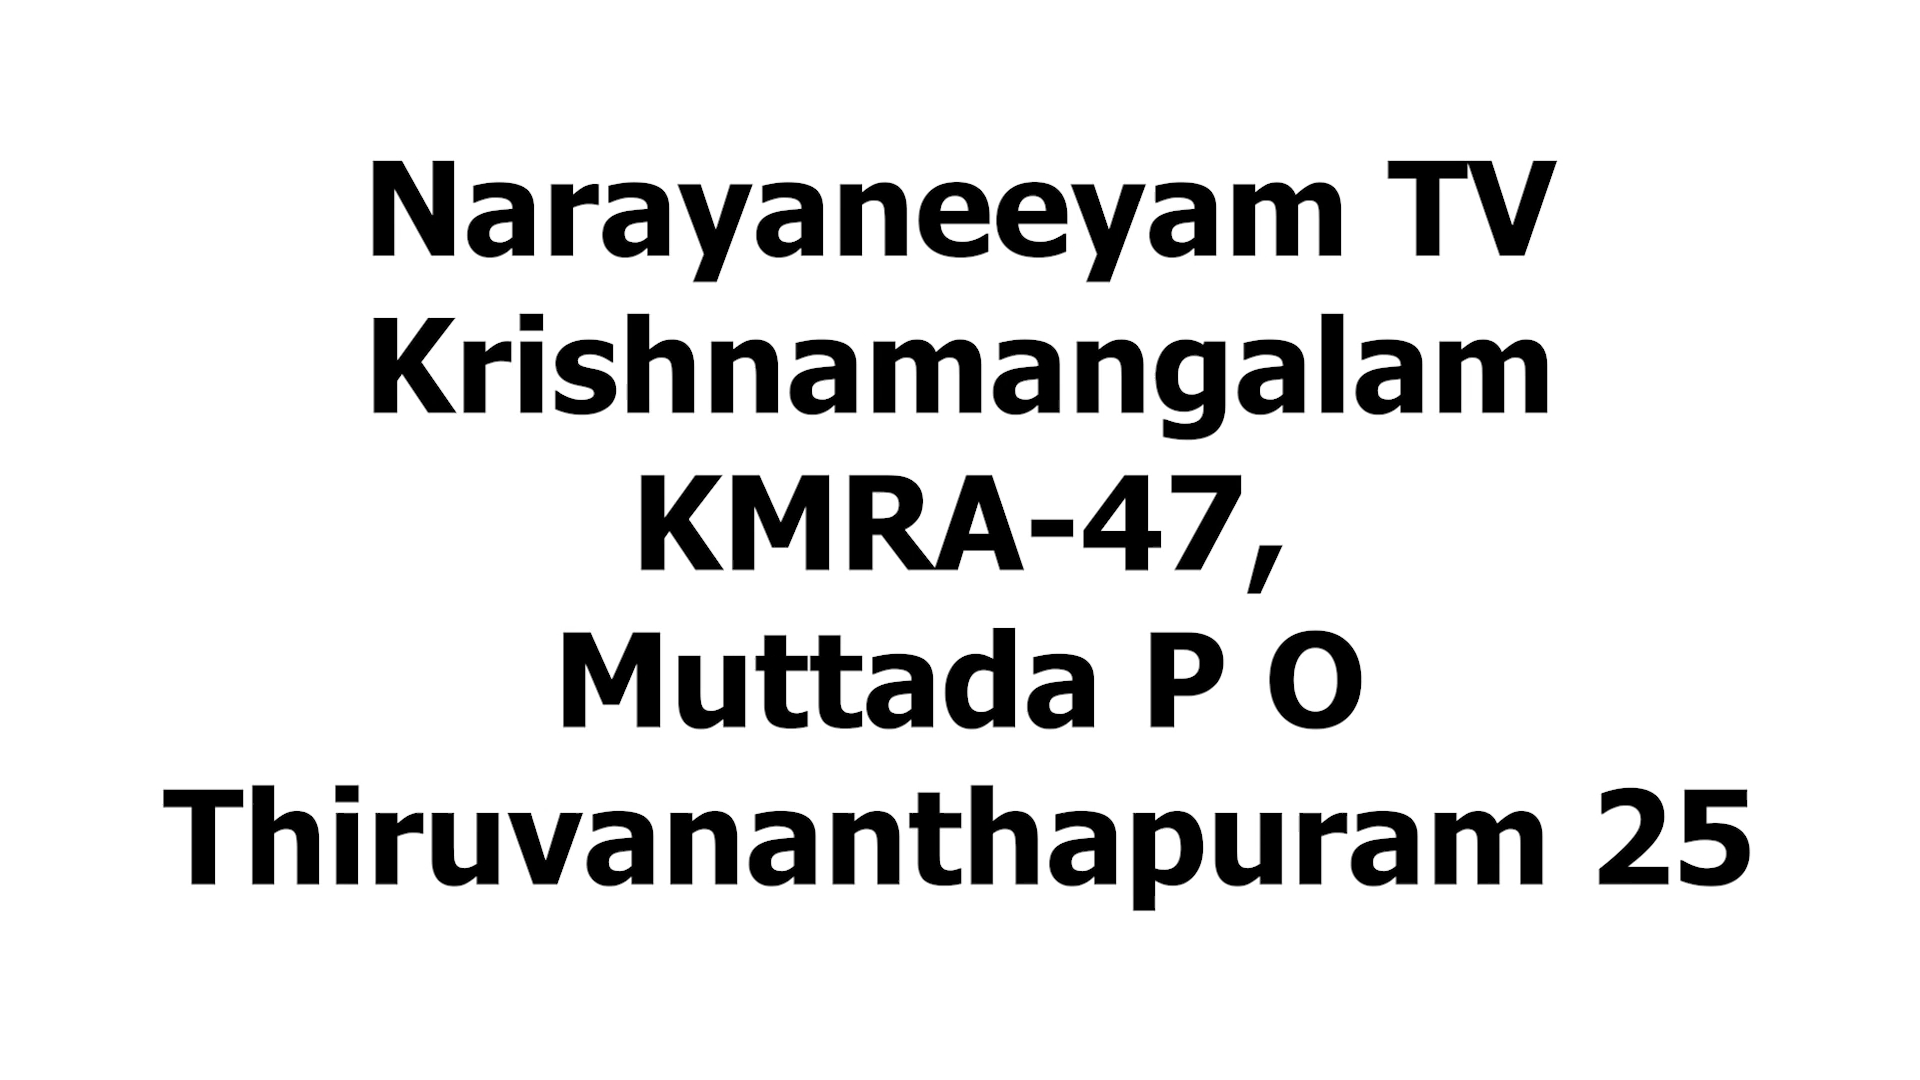 Narayaneeyam TV
Krishnamangalam
KMRA-47,
Muttada P O
Thiruvananthapuram 25